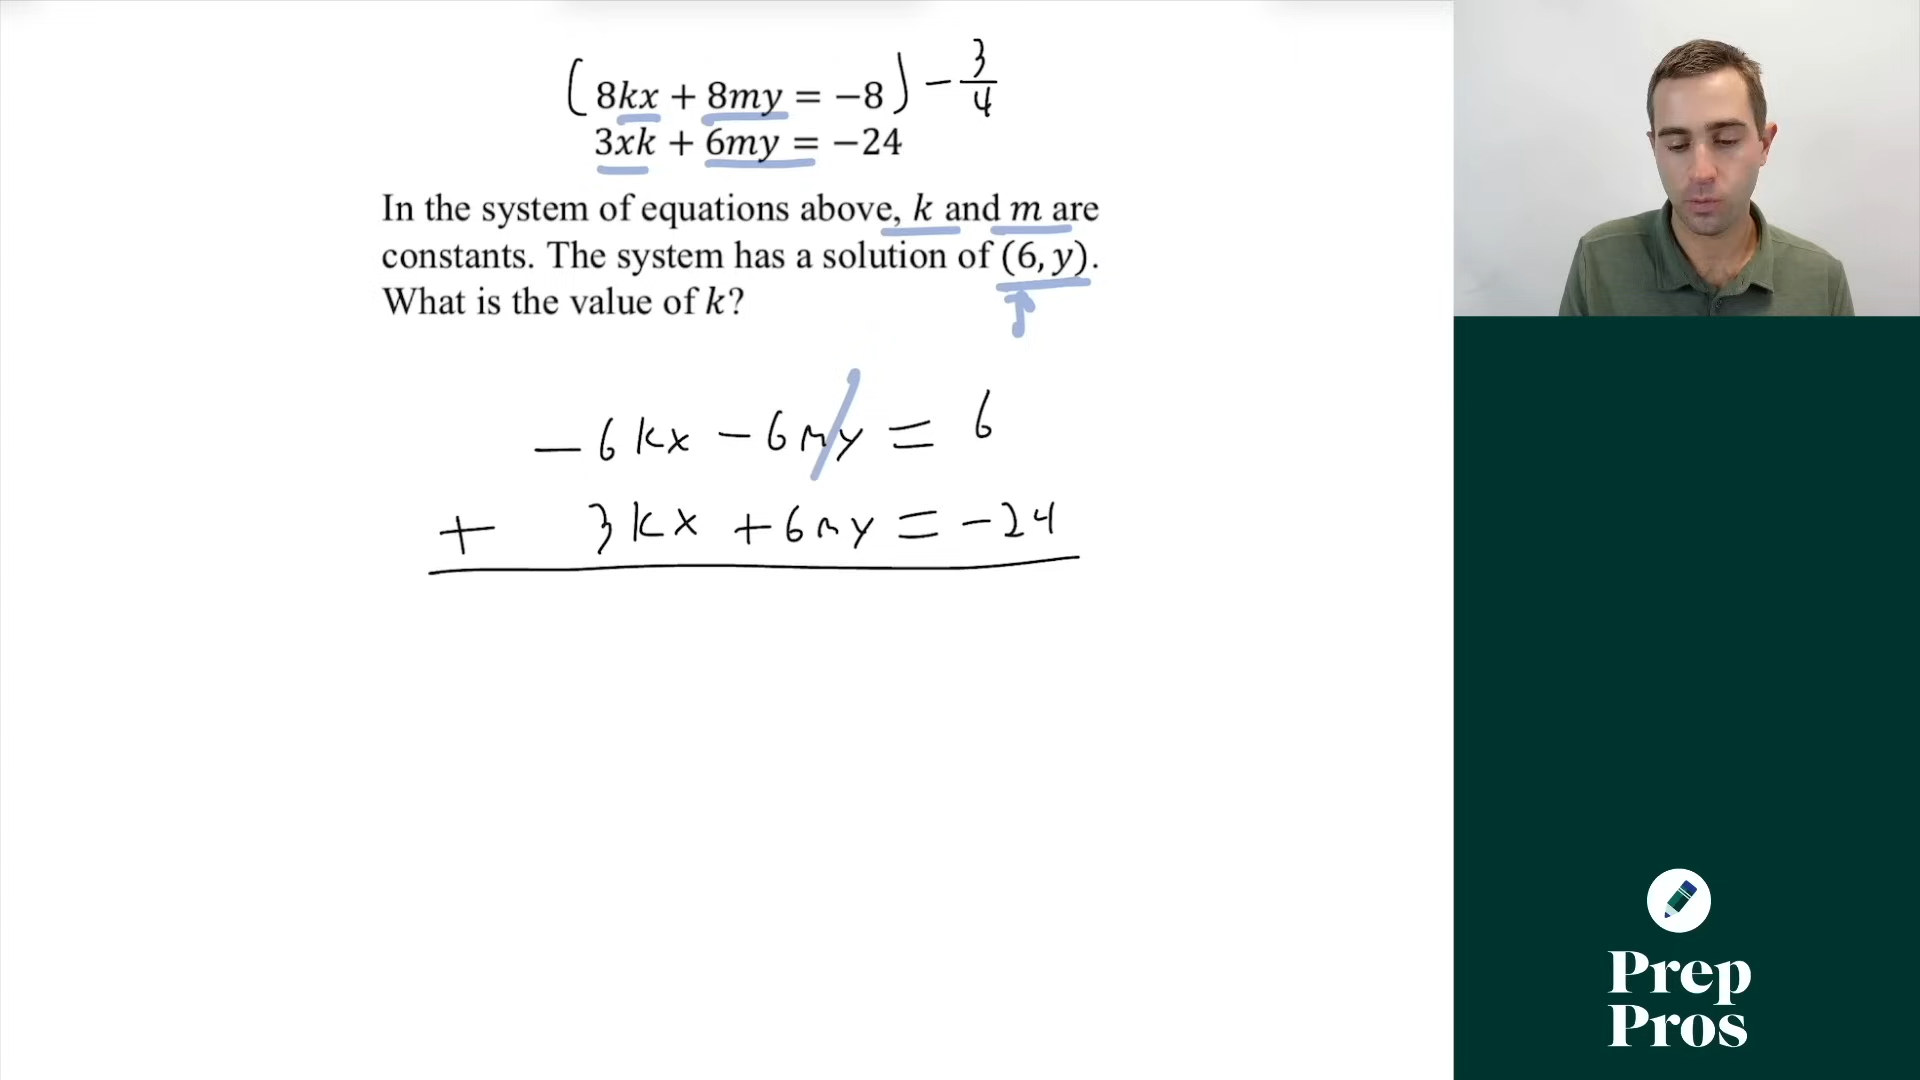 (8kx + 8my = −8) − 3/4
3xk + 6my = −24
In the system of equations above, k and m are
constants. The system has a solution of (6, y).
What is the value of k?
− 6kx − 6my = 6
+ 3kx + 6my = −24
Prep
Pros